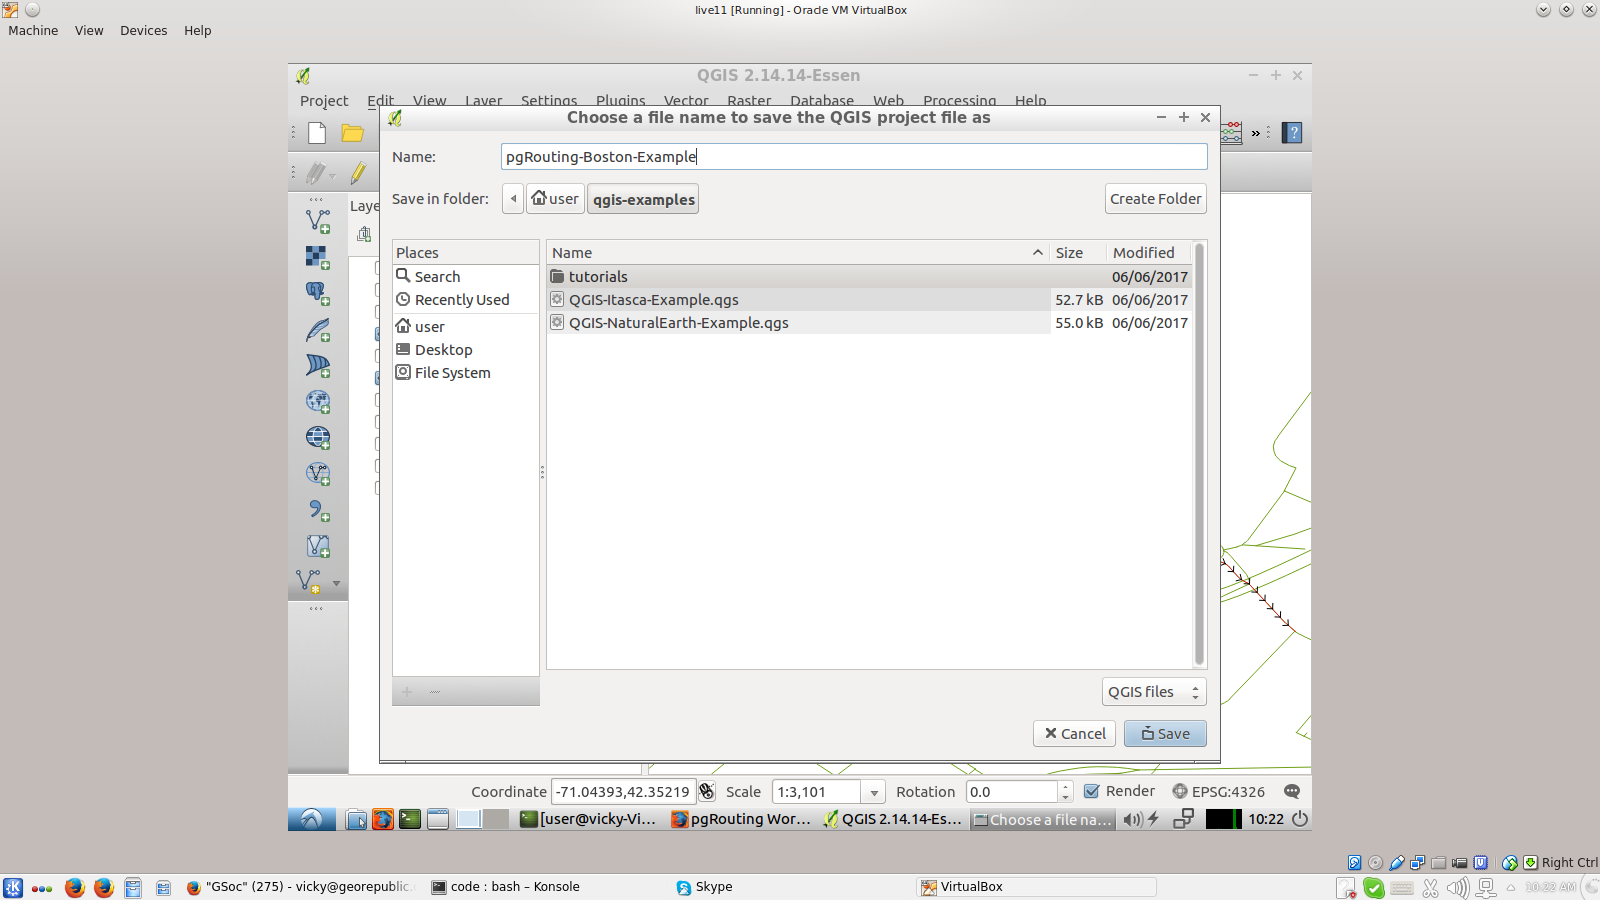 live11 [Running] - Oracle VM VirtualBox
Machine View Devices Help
QGIS 2.14.14-Essen
Project Edit View Layer Settings Plugins Vector Raster Database Web Processing Help
Choose a file name to save the QGIS project file as
Name: pgRouting-Boston-Example
Save in folder: user qgis-examples Create Folder
Laye
Places
Search
Recently Used
user
Desktop
File System
Name Size Modified
tutorials 06/06/2017
QGIS-Itasca-Example.qgs 52.7 kB 06/06/2017
QGIS-NaturalEarth-Example.qgs 55.0 kB 06/06/2017
QGIS files
Cancel Save
Coordinate -71.04393,42.35219 Scale 1:3,101 Rotation 0.0 Render EPSG:4326
[user@vicky-Vi... pgRouting Wor... QGIS 2.14.14-Es... Choose a file na... 10:22
Right Ctrl
"GSoc" (275) - vicky@georepublic. code : bash – Konsole Skype VirtualBox 10:22 AM